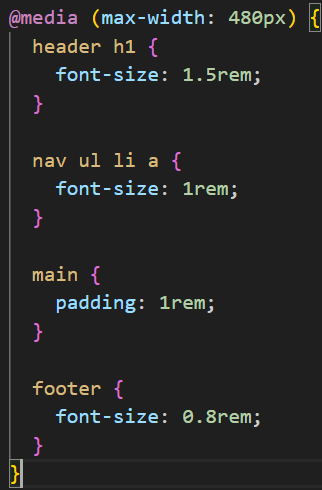 @media (max-width: 480px) {
  header h1 {
    font-size: 1.5rem;
  }

  nav ul li a {
    font-size: 1rem;
  }

  main {
    padding: 1rem;
  }

  footer {
    font-size: 0.8rem;
  }
}